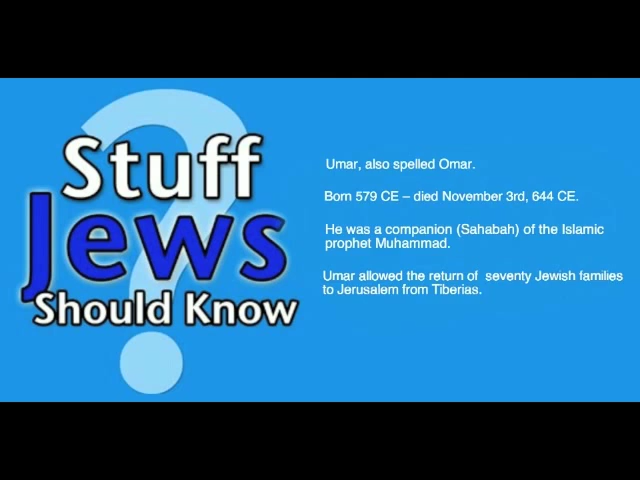 Stuff
Jews
Should Know
Umar, also spelled Omar.
Born 579 CE – died November 3rd, 644 CE.
He was a companion (Sahabah) of the Islamic
prophet Muhammad.
Umar allowed the return of  seventy Jewish families
to Jerusalem from Tiberias.